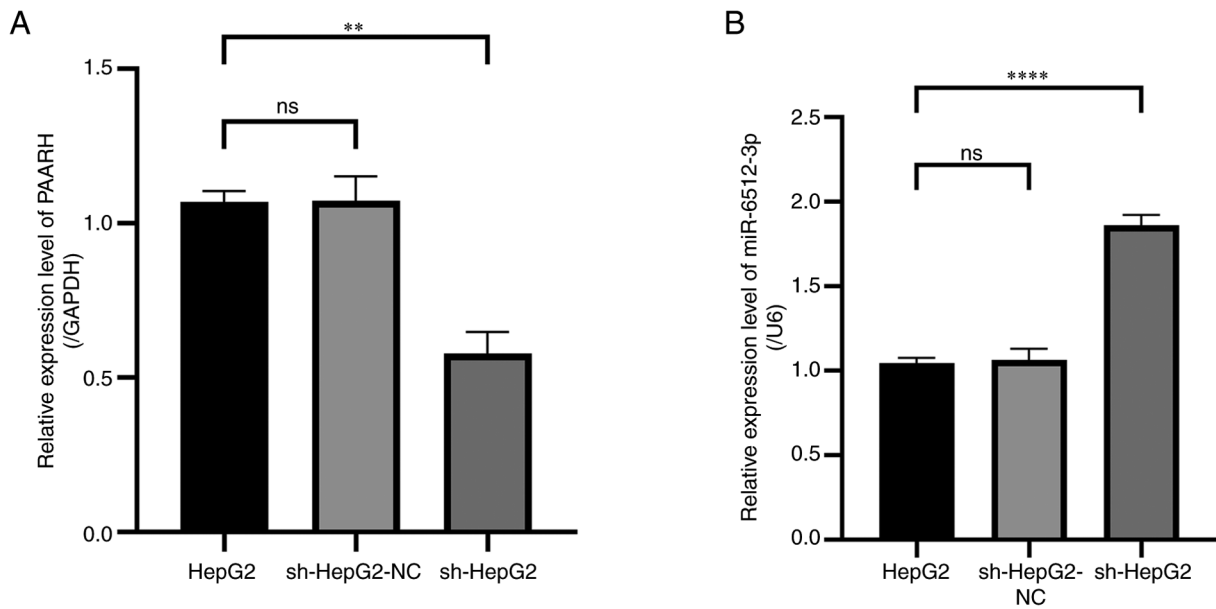 A
**
ns
1.5
1.0
0.5
0.0
Relative expression level of PAARH
(/GAPDH)
HepG2
sh-HepG2-NC
sh-HepG2
B
****
ns
2.5
2.0
1.5
1.0
0.5
0.0
Relative expression level of miR-6512-3p
(/U6)
HepG2
sh-HepG2-
NC
sh-HepG2